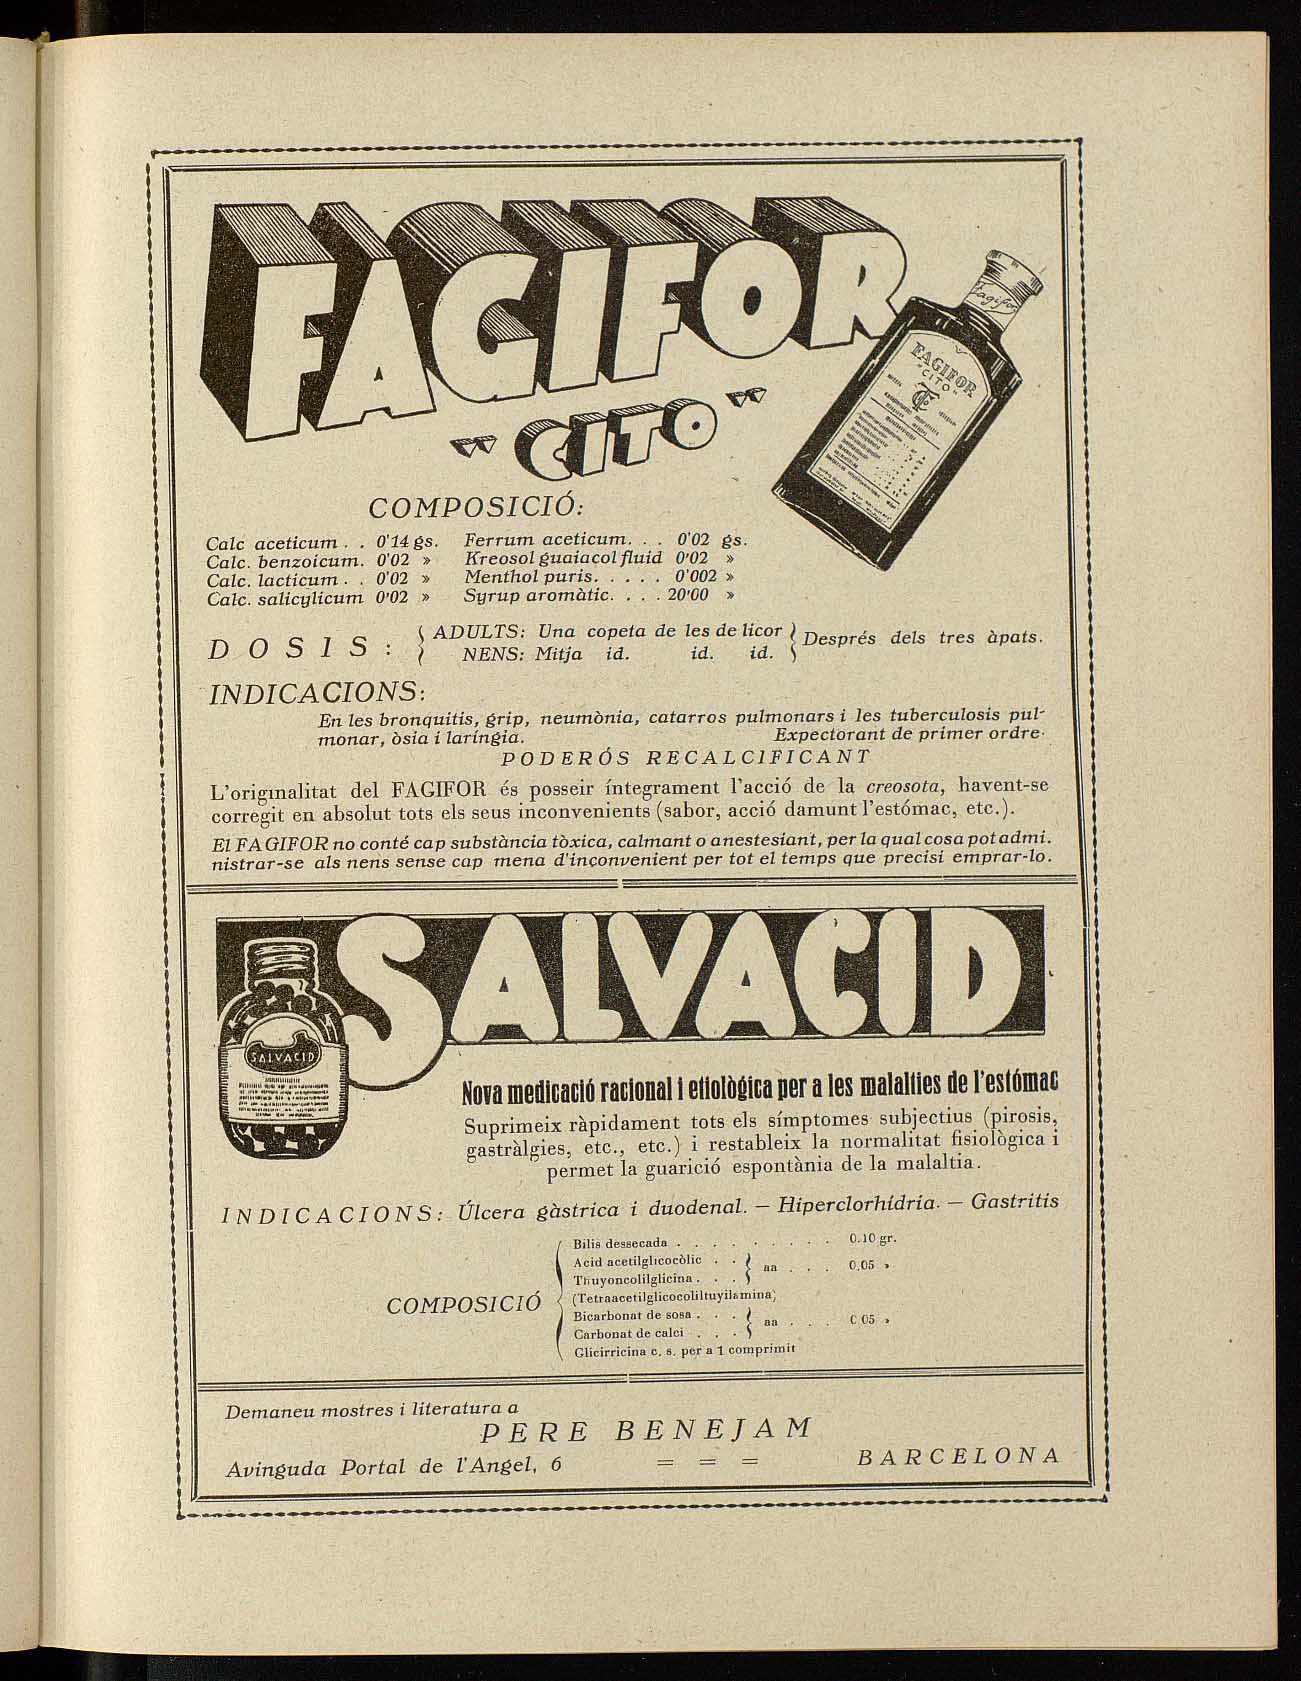 FAGIFOR
"CITO"
Fagifor
FAGIFOR
"CITO"
COMPOSICIÓ:
Calc aceticum . . 0'14 gs. Ferrum aceticum. . . 0'02 gs.
Calc. benzoicum. 0'02 » Kreosol guaiacol fluid 0'02 »
Calc. lacticum . . 0'02 » Menthol puris. . . . . 0'002 »
Calc. salicylicum 0'02 » Syrup aromàtic. . . . 20'00 »
DOSIS: ADULTS: Una copeta de les de licor Després dels tres àpats.
NENS: Mitja id. id. id.
INDICACIONS:
En les bronquitis, grip, neumònia, catarros pulmonars i les tuberculosis pul-
monar, òsia i laríngia. Expectorant de primer ordre.
PODERÓS RECALCIFICANT
L'originalitat del FAGIFOR és posseir íntegrament l'acció de la creosota, havent-se
corregit en absolut tots els seus inconvenients (sabor, acció damunt l'estómac, etc.).
El FAGIFOR no conté cap substància tòxica, calmant o anestesiant, per la qual cosa pot admi.
nistrar-se als nens sense cap mena d'inconvenient per tot el temps que precisi emprar-lo.
SALVACID
SALVACID
Nova medicació racional i etiològica per a les malalties de l'estómac
Suprimeix ràpidament tots els símptomes subjectius (pirosis,
gastràlgies, etc., etc.) i restableix la normalitat fisiològica i
permet la guarició espontània de la malaltia.
INDICACIONS: Úlcera gàstrica i duodenal. — Hiperclorhídria. — Gastritis
COMPOSICIÓ
Bilis dessecada . . . . . . . . . 0.10 gr.
Acid acetilglicocòlic . . aa . . . 0.05 »
Thuyoncolilglicina . . .
(Tetraacetilglicocoliltuyilamina)
Bicarbonat de sosa . . . aa . . . 0 05 »
Carbonat de calci . . .
Glicirricina c. s. per a 1 comprimit
Demaneu mostres i literatura a
PERE BENEJAM
Avinguda Portal de l'Angel, 6 = = = BARCELONA